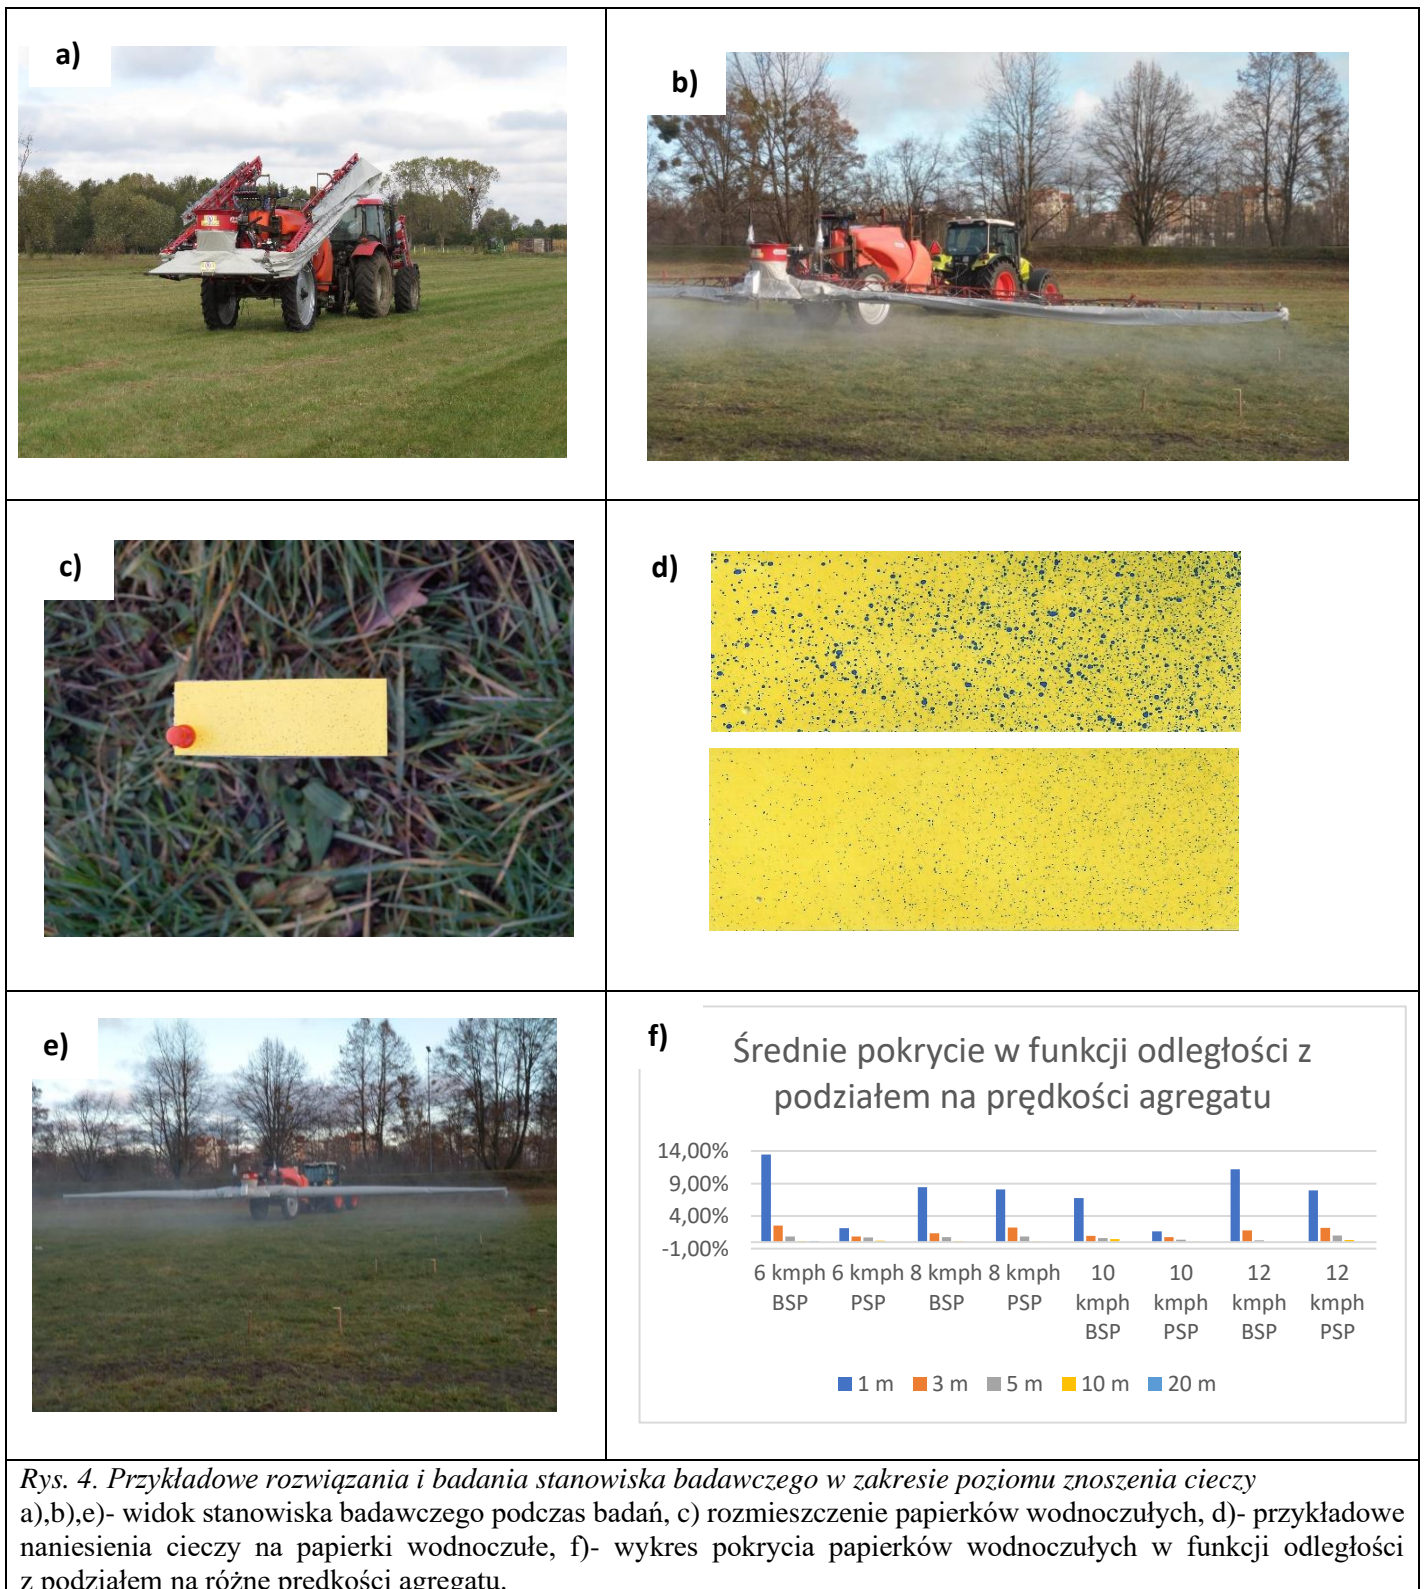 a)
b)
c)
d)
e)
f)
Średnie pokrycie w funkcji odległości z
podziałem na prędkości agregatu
14,00%
9,00%
4,00%
-1,00%
6 kmph 6 kmph 8 kmph 8 kmph 10 10 12 12
BSP PSP BSP PSP kmph kmph kmph kmph
BSP PSP BSP PSP
1 m 3 m 5 m 10 m 20 m
Rys. 4. Przykładowe rozwiązania i badania stanowiska badawczego w zakresie poziomu znoszenia cieczy
a),b),e)- widok stanowiska badawczego podczas badań, c) rozmieszczenie papierków wodnoczułych, d)- przykładowe
naniesienia cieczy na papierki wodnoczułe, f)- wykres pokrycia papierków wodnoczułych w funkcji odległości
z podziałem na różne prędkości agregatu.